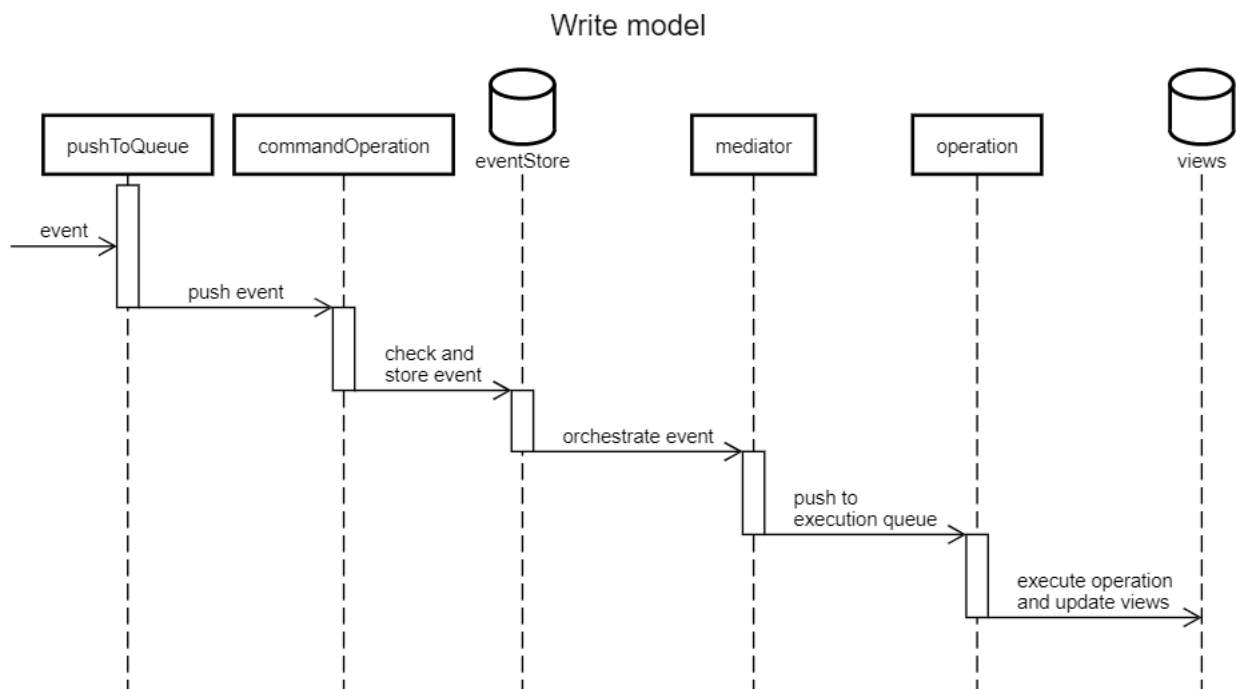 Write model
pushToQueue
commandOperation
eventStore
mediator
operation
views
event
push event
check and
store event
orchestrate event
push to
execution queue
execute operation
and update views